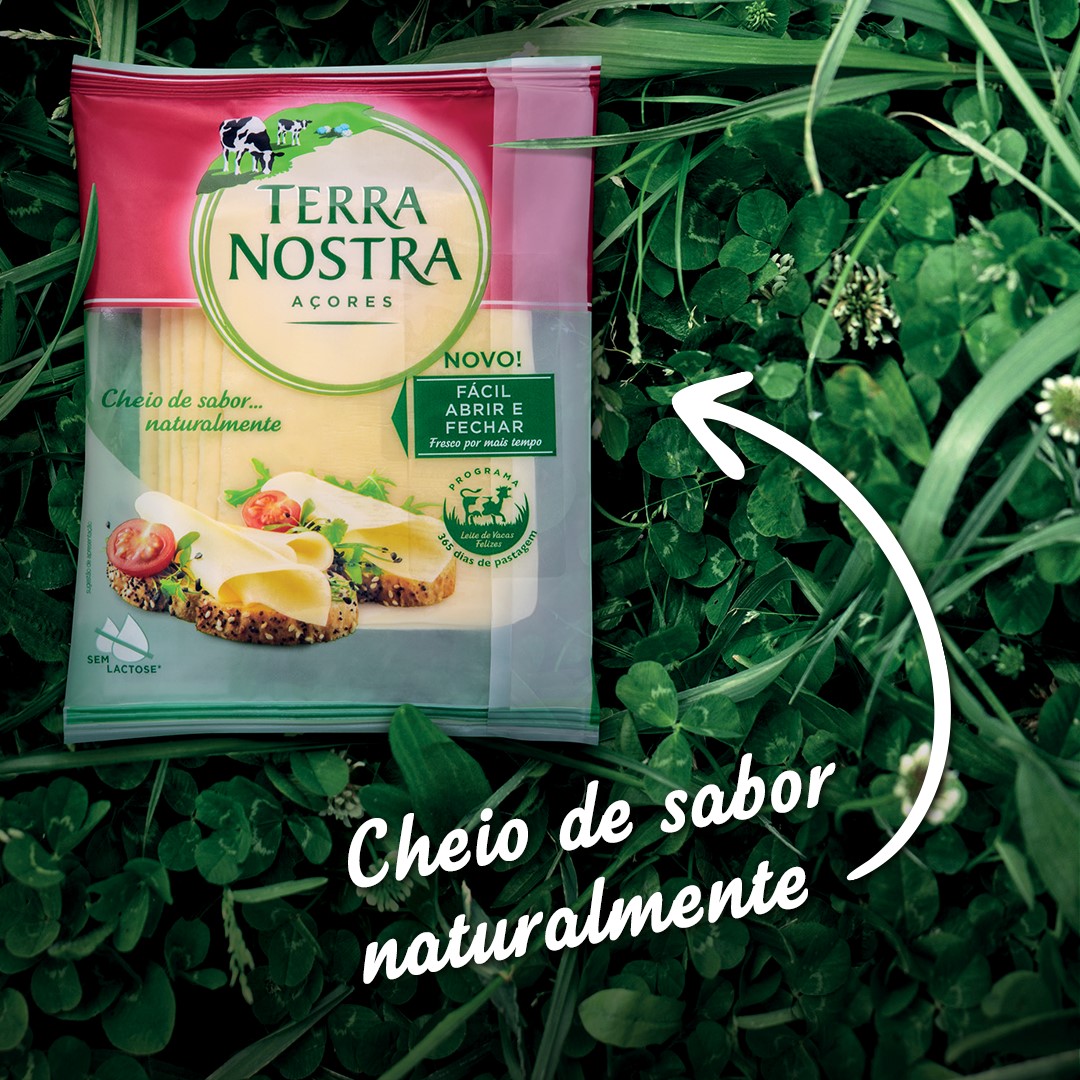 TERRA
NOSTRA
AÇORES
NOVO!
FÁCIL
ABRIR E
FECHAR
Fresco por mais tempo
Cheio de sabor...
naturalmente
PROGRAMA
Leite de Vacas
Felizes
365 dias de pastagem
sugestão de apresentação
SEM
LACTOSE*
Cheio de sabor
naturalmente